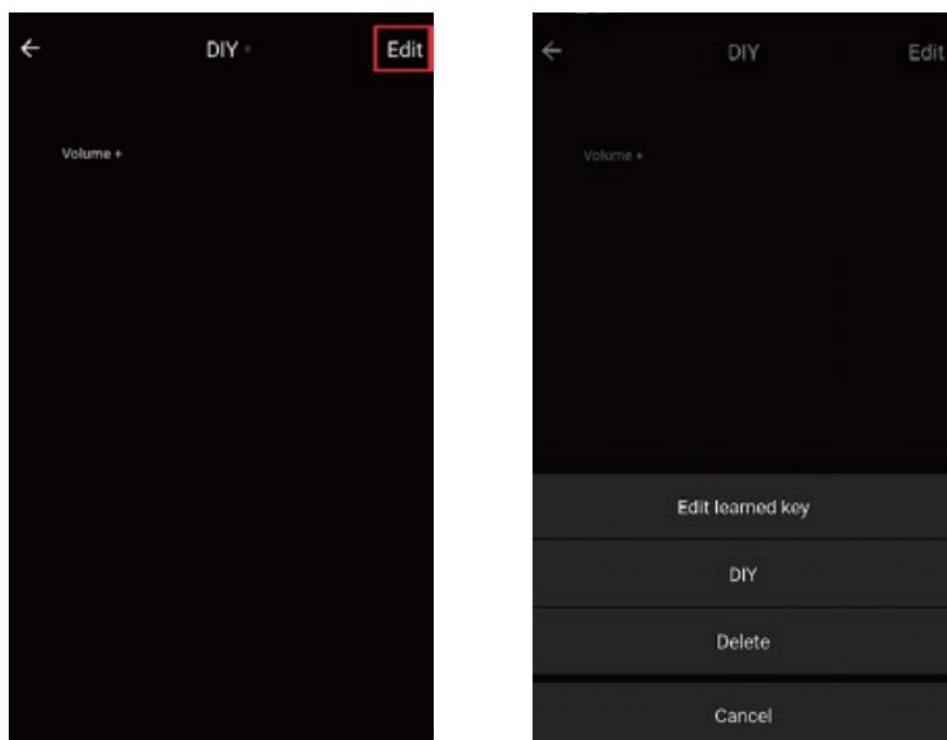 ← DIY Edit
Volume +
← DIY Edit
Volume +
Edit learned key
DIY
Delete
Cancel